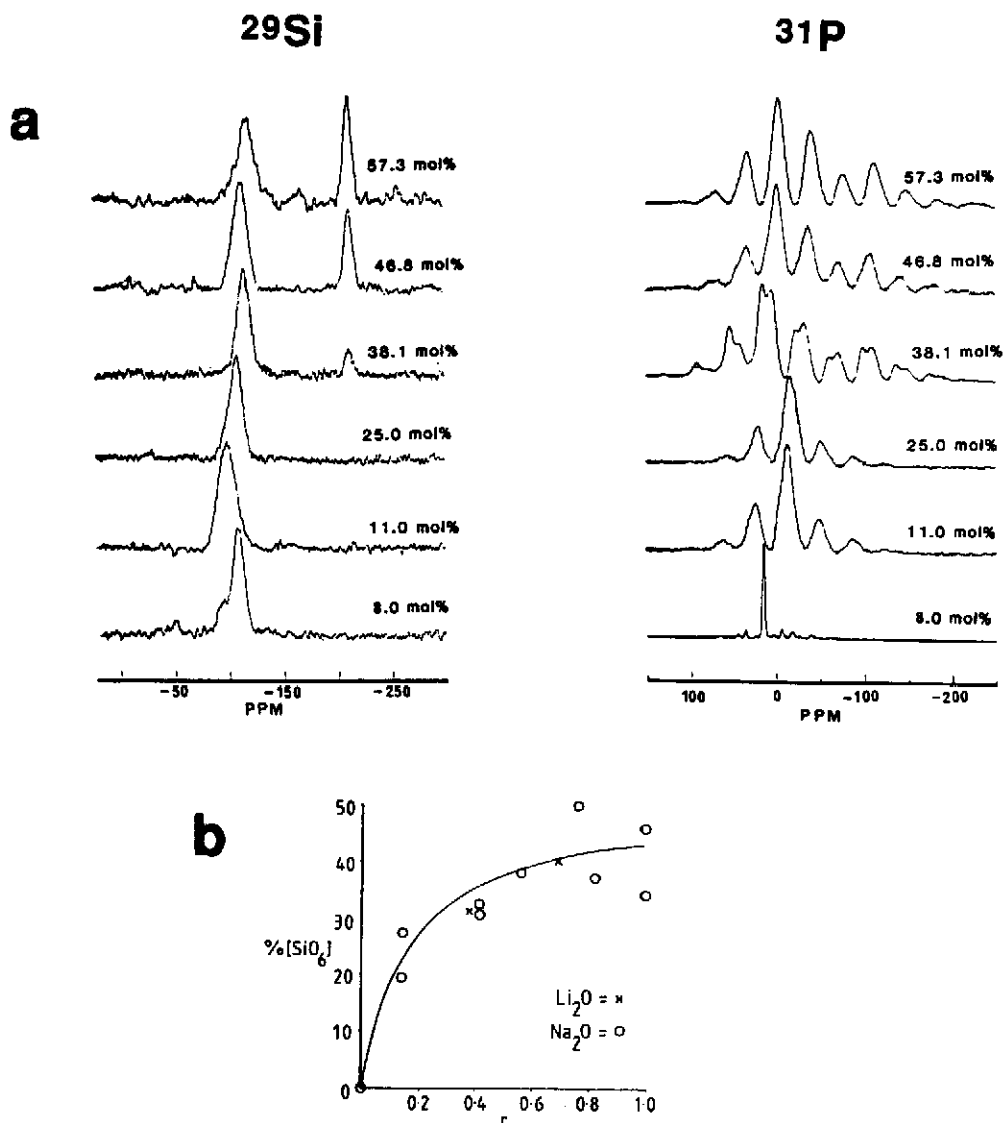 29Si 31P
a
57.3 mol% 57.3 mol%
46.8 mol% 46.8 mol%
38.1 mol% 38.1 mol%
25.0 mol% 25.0 mol%
11.0 mol% 11.0 mol%
8.0 mol% 8.0 mol%
-50 -150 -250 100 0 -100 -200
PPM PPM
b
50
40
30
%[SiO6]
20
Li2O = x
10
Na2O = o
0
0·2 0·4 0·6 0·8 1.0
r